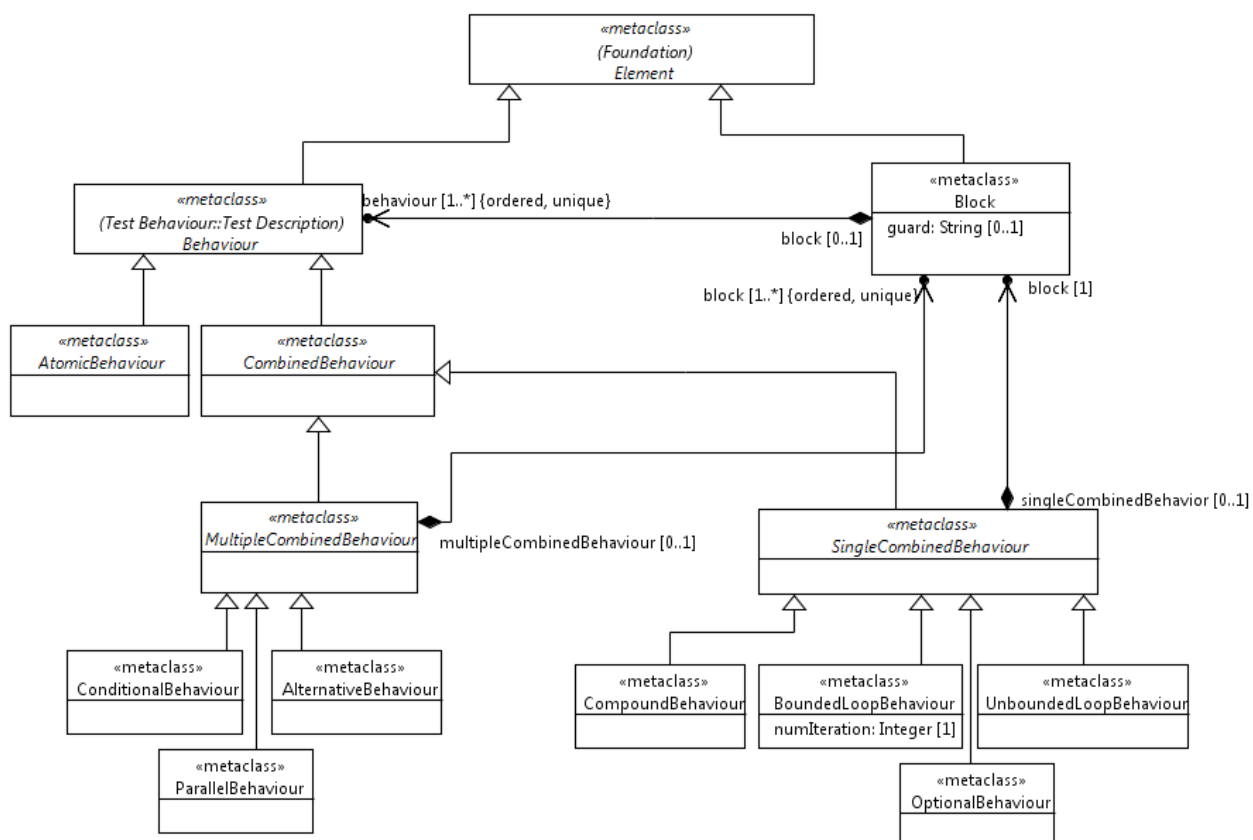 «metaclass»
(Foundation)
Element
«metaclass»
(Test Behaviour::Test Description)
Behaviour
behaviour [1..*] {ordered, unique}
block [0..1]
«metaclass»
Block
guard: String [0..1]
block [1..*] {ordered, unique}
block [1]
«metaclass»
AtomicBehaviour
«metaclass»
CombinedBehaviour
«metaclass»
MultipleCombinedBehaviour
multipleCombinedBehaviour [0..1]
singleCombinedBehavior [0..1]
«metaclass»
SingleCombinedBehaviour
«metaclass»
ConditionalBehaviour
«metaclass»
AlternativeBehaviour
«metaclass»
CompoundBehaviour
«metaclass»
BoundedLoopBehaviour
numIteration: Integer [1]
«metaclass»
UnboundedLoopBehaviour
«metaclass»
ParallelBehaviour
«metaclass»
OptionalBehaviour